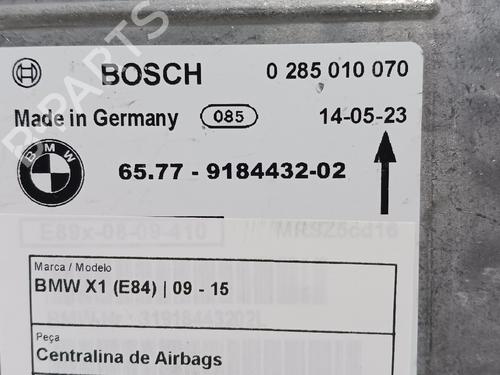 BOSCH 0 285 010 070
Made in Germany 085 14-05-23
BMW 65.77 - 9184432-02
E89x-08-09-410
Marca / Modelo
BMW X1 (E84) | 09 - 15
Peça
Centralina de Airbags